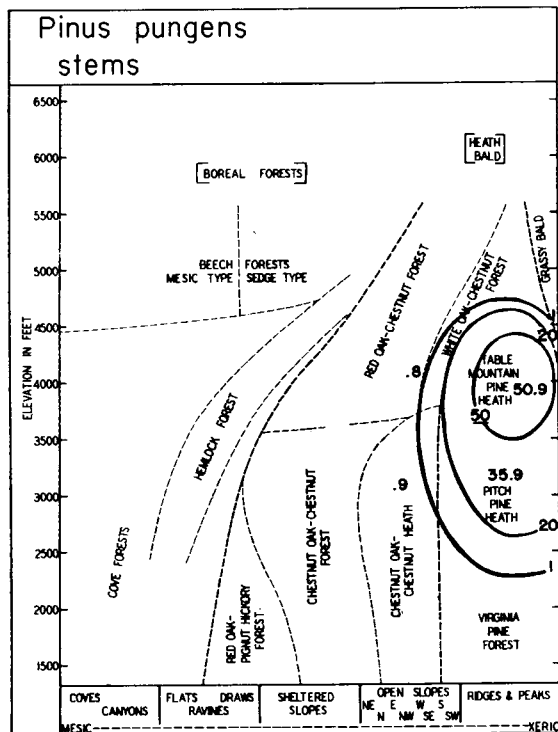 Pinus pungens
stems
6500
6000
5500
5000
4500
4000
3500
3000
2500
2000
1500
ELEVATION IN FEET
[BOREAL FORESTS]
[HEATH
BALD]
BEECH FORESTS
MESIC TYPE SEDGE TYPE
RED OAK-CHESTNUT FOREST
WHITE OAK-CHESTNUT
FOREST
GRASSY BALD
HEMLOCK FOREST
COVE FORESTS
RED OAK-
PIGNUT HICKORY
FOREST
CHESTNUT OAK-CHESTNUT
FOREST
CHESTNUT OAK-
CHESTNUT HEATH
TABLE
MOUNTAIN
PINE
HEATH
50.9
50
.8
.9
1
20
35.9
PITCH
PINE
HEATH
20
1
VIRGINIA
PINE
FOREST
COVES
CANYONS
FLATS DRAWS
RAVINES
SHELTERED
SLOPES
OPEN SLOPES
NE E W S
N NW SE SW
RIDGES & PEAKS
MESIC
XERIC